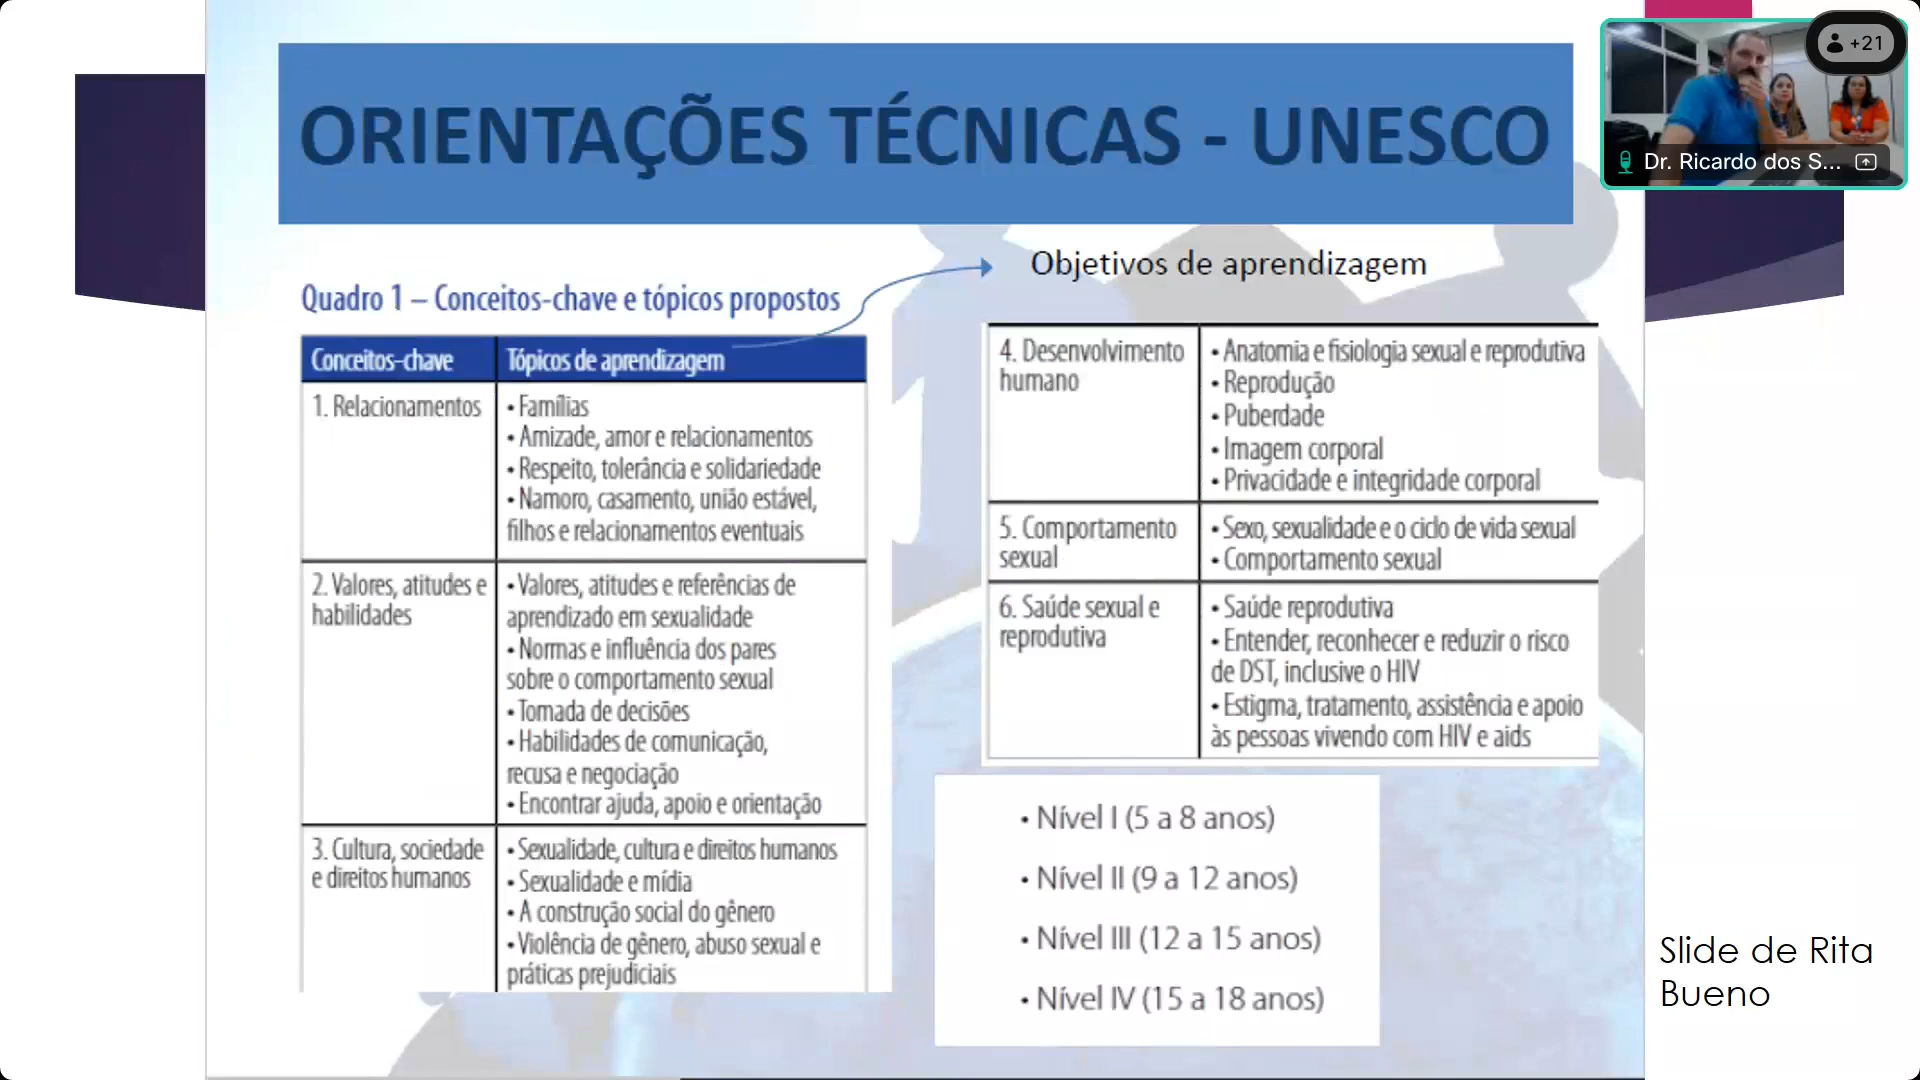 ORIENTAÇÕES TÉCNICAS - UNESCO
+21
Dr. Ricardo dos S...
Objetivos de aprendizagem
Quadro 1 – Conceitos-chave e tópicos propostos
Conceitos-chave
Tópicos de aprendizagem
1. Relacionamentos
• Famílias
• Amizade, amor e relacionamentos
• Respeito, tolerância e solidariedade
• Namoro, casamento, união estável,
filhos e relacionamentos eventuais
2. Valores, atitudes e
habilidades
• Valores, atitudes e referências de
aprendizado em sexualidade
• Normas e influência dos pares
sobre o comportamento sexual
• Tomada de decisões
• Habilidades de comunicação,
recusa e negociação
• Encontrar ajuda, apoio e orientação
3. Cultura, sociedade
e direitos humanos
• Sexualidade, cultura e direitos humanos
• Sexualidade e mídia
• A construção social do gênero
• Violência de gênero, abuso sexual e
práticas prejudiciais
4. Desenvolvimento
humano
• Anatomia e fisiologia sexual e reprodutiva
• Reprodução
• Puberdade
• Imagem corporal
• Privacidade e integridade corporal
5. Comportamento
sexual
• Sexo, sexualidade e o ciclo de vida sexual
• Comportamento sexual
6. Saúde sexual e
reprodutiva
• Saúde reprodutiva
• Entender, reconhecer e reduzir o risco
de DST, inclusive o HIV
• Estigma, tratamento, assistência e apoio
às pessoas vivendo com HIV e aids
• Nível I (5 a 8 anos)
• Nível II (9 a 12 anos)
• Nível III (12 a 15 anos)
• Nível IV (15 a 18 anos)
Slide de Rita
Bueno